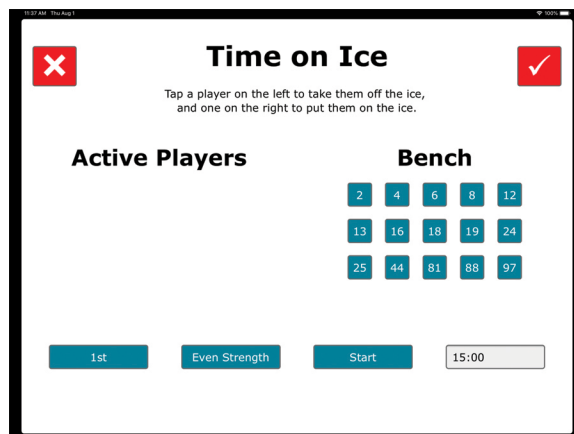 11:37 AM Thu Aug 1
100%
Time on Ice
Tap a player on the left to take them off the ice,
and one on the right to put them on the ice.
Active Players
Bench
2 4 6 8 12
13 16 18 19 24
25 44 81 88 97
1st Even Strength Start 15:00